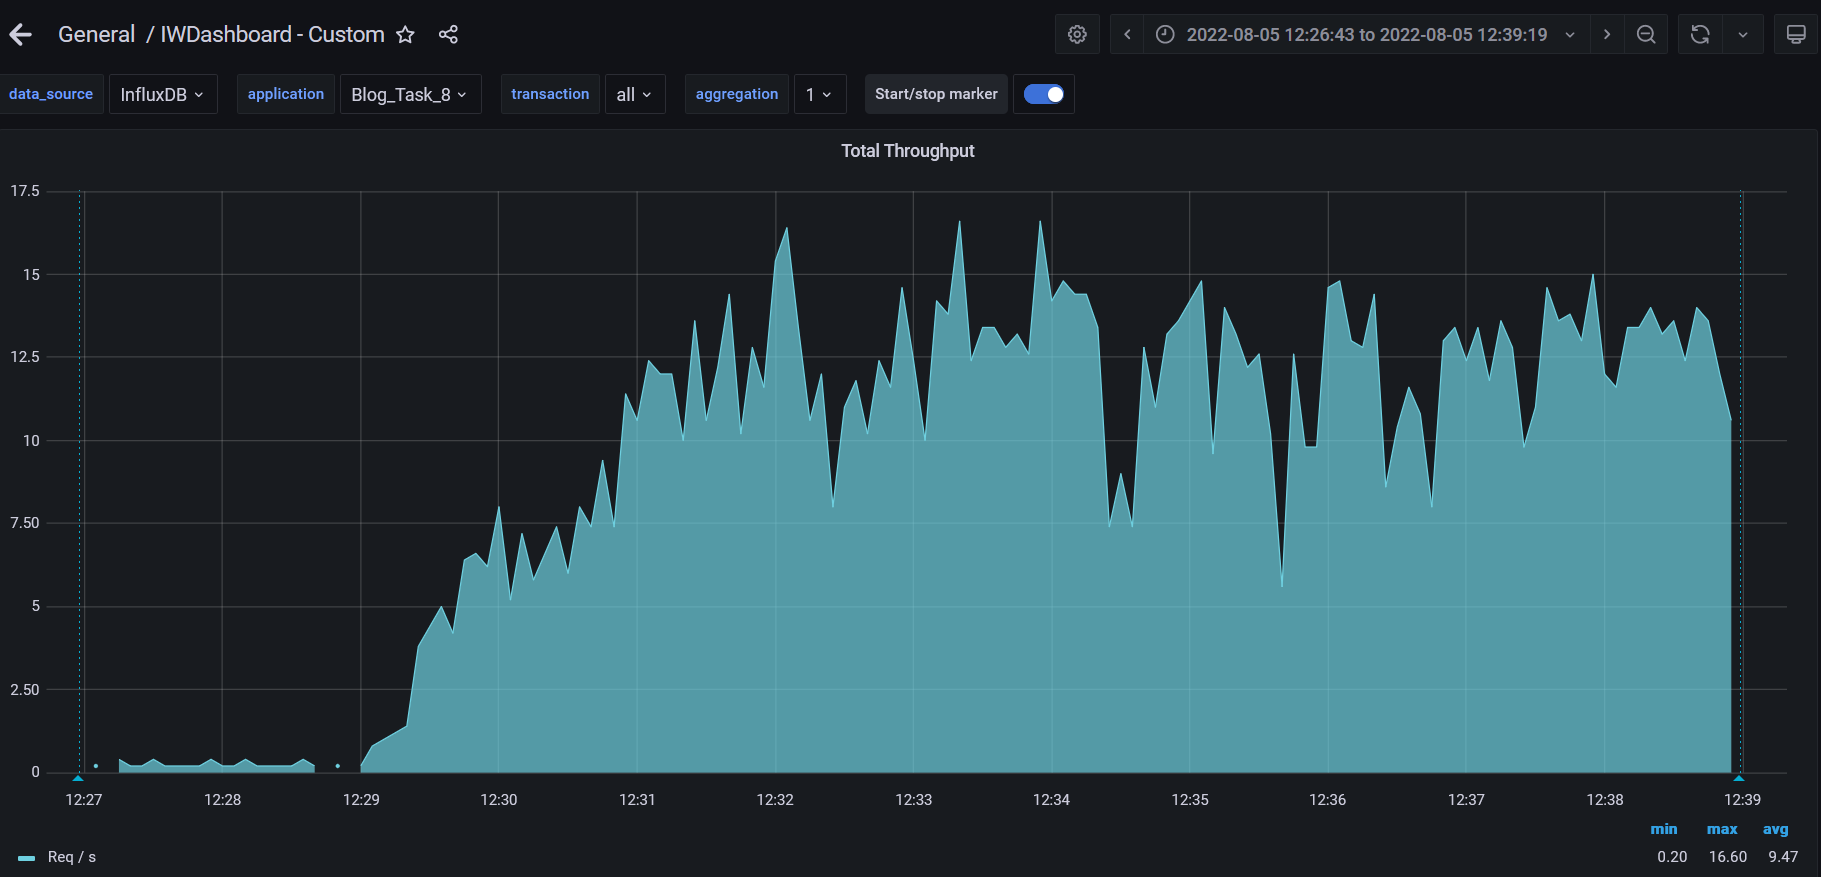 General / IWDashboard - Custom
2022-08-05 12:26:43 to 2022-08-05 12:39:19
data_source InfluxDB application Blog_Task_8 transaction all aggregation 1 Start/stop marker
Total Throughput
17.5
15
12.5
10
7.50
5
2.50
0
12:27 12:28 12:29 12:30 12:31 12:32 12:33 12:34 12:35 12:36 12:37 12:38 12:39
min max avg
Req / s 0.20 16.60 9.47